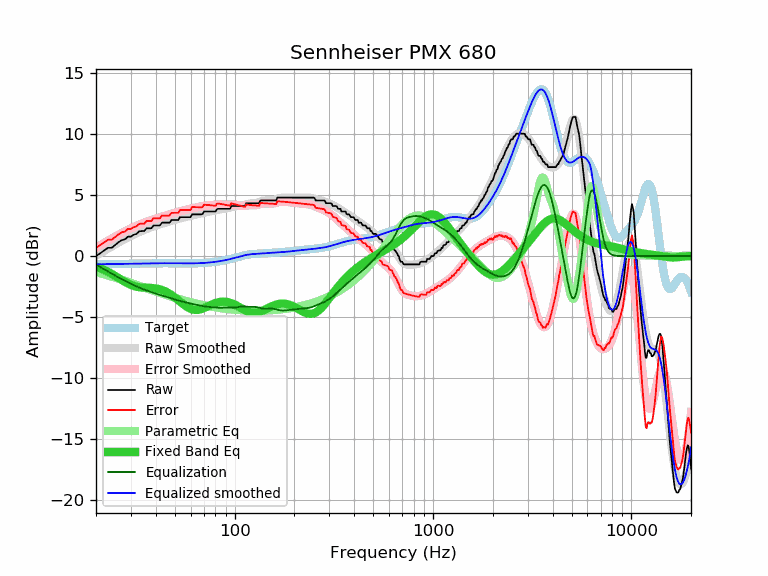 Sennheiser PMX 680
15
10
5
0
−5
−10
−15
−20
Amplitude (dBr)
Target
Raw Smoothed
Error Smoothed
Raw
Error
Parametric Eq
Fixed Band Eq
Equalization
Equalized smoothed
100
1000
10000
Frequency (Hz)